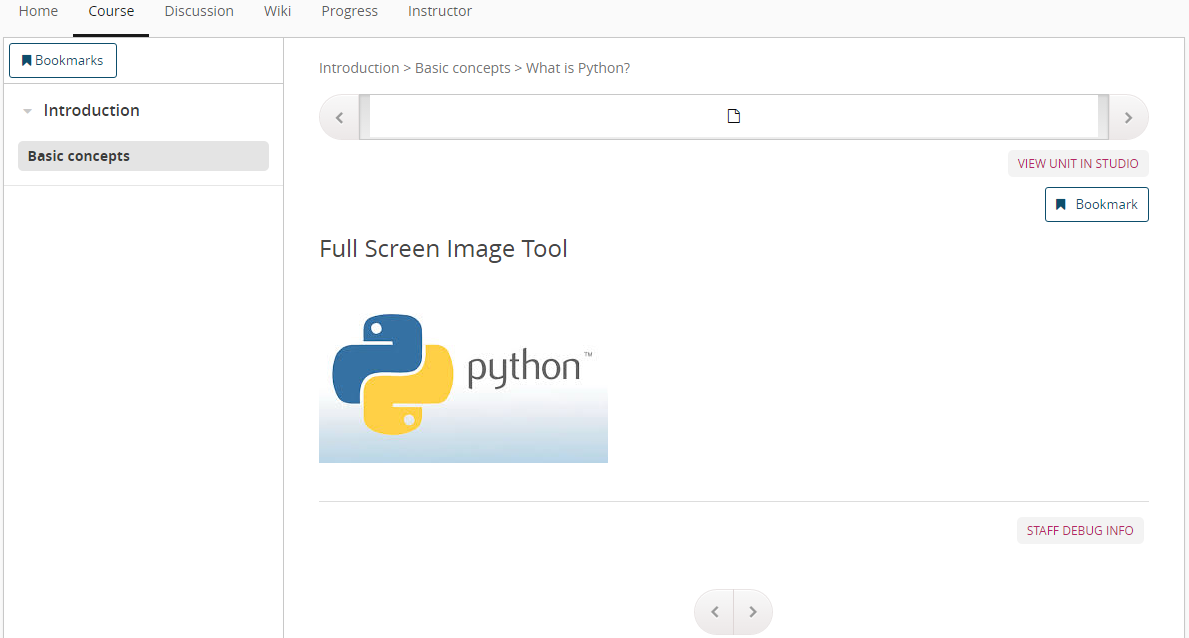 Home Course Discussion Wiki Progress Instructor
Bookmarks
Introduction
Basic concepts
Introduction > Basic concepts > What is Python?
VIEW UNIT IN STUDIO
Bookmark
Full Screen Image Tool
python™
STAFF DEBUG INFO